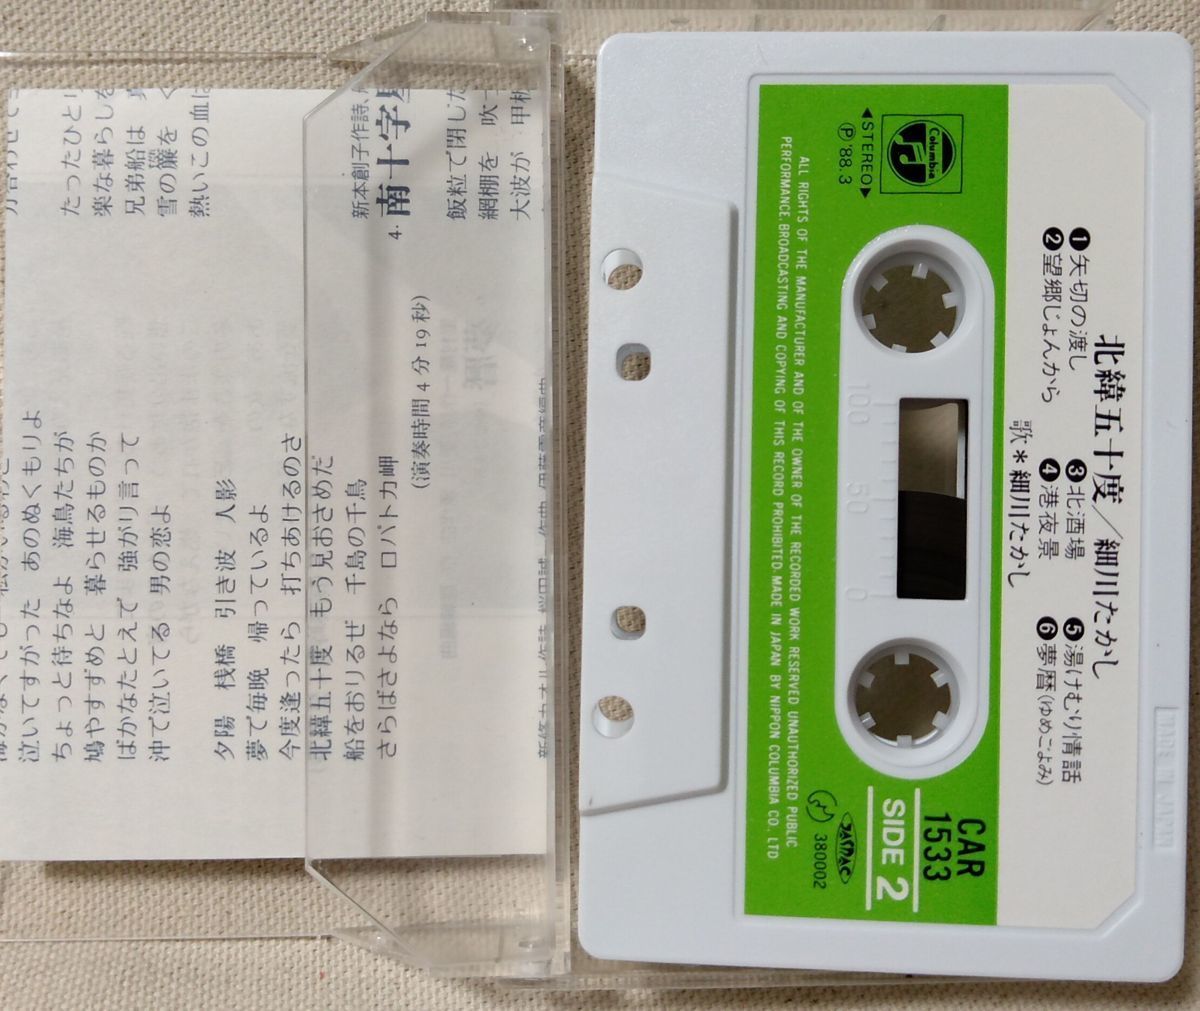 北緯五十度／細川たかし
歌＊細川たかし
❶矢切の渡し
❷望郷じょんから
❸北酒場
❹港夜景
❺湯けむり情話
❻夢暦(ゆめごよみ)
Columbia
◀STEREO▶
Ⓟ'88.3
CAR
1533
SIDE 2
JASRAC
380002
ALL RIGHTS OF THE MANUFACTURER AND OF THE OWNER OF THE RECORDED WORK RESERVED UNAUTHORIZED PUBLIC
PERFORMANCE, BROADCASTING AND COPYING OF THIS RECORD PROHIBITED. MADE IN JAPAN BY NIPPON COLUMBIA CO., LTD
100 50 0
MADE IN JAPAN
たったひと
楽な暮らしを
兄弟船は
雪の簾を
熱いこの血は
新本創子作詩
4.南十字星
飯粒で閉じた
網棚を 吹
大波が 甲板
泣いてすがった あのぬくもりよ
ちょっと待ちなよ 海鳥たちが
鳩やすずめと 暮らせるものか
ばかなたとえで 強がり言って
沖で泣いてる 男の恋よ
夕陽 桟橋 引き波 人影
夢で毎晩 帰っているよ
今度逢ったら 打ちあけるのさ
北緯五十度 もう見おさめだ
船をおりるぜ 千島の千鳥
さらばさよなら ロパトカ岬
(演奏時間4分19秒)